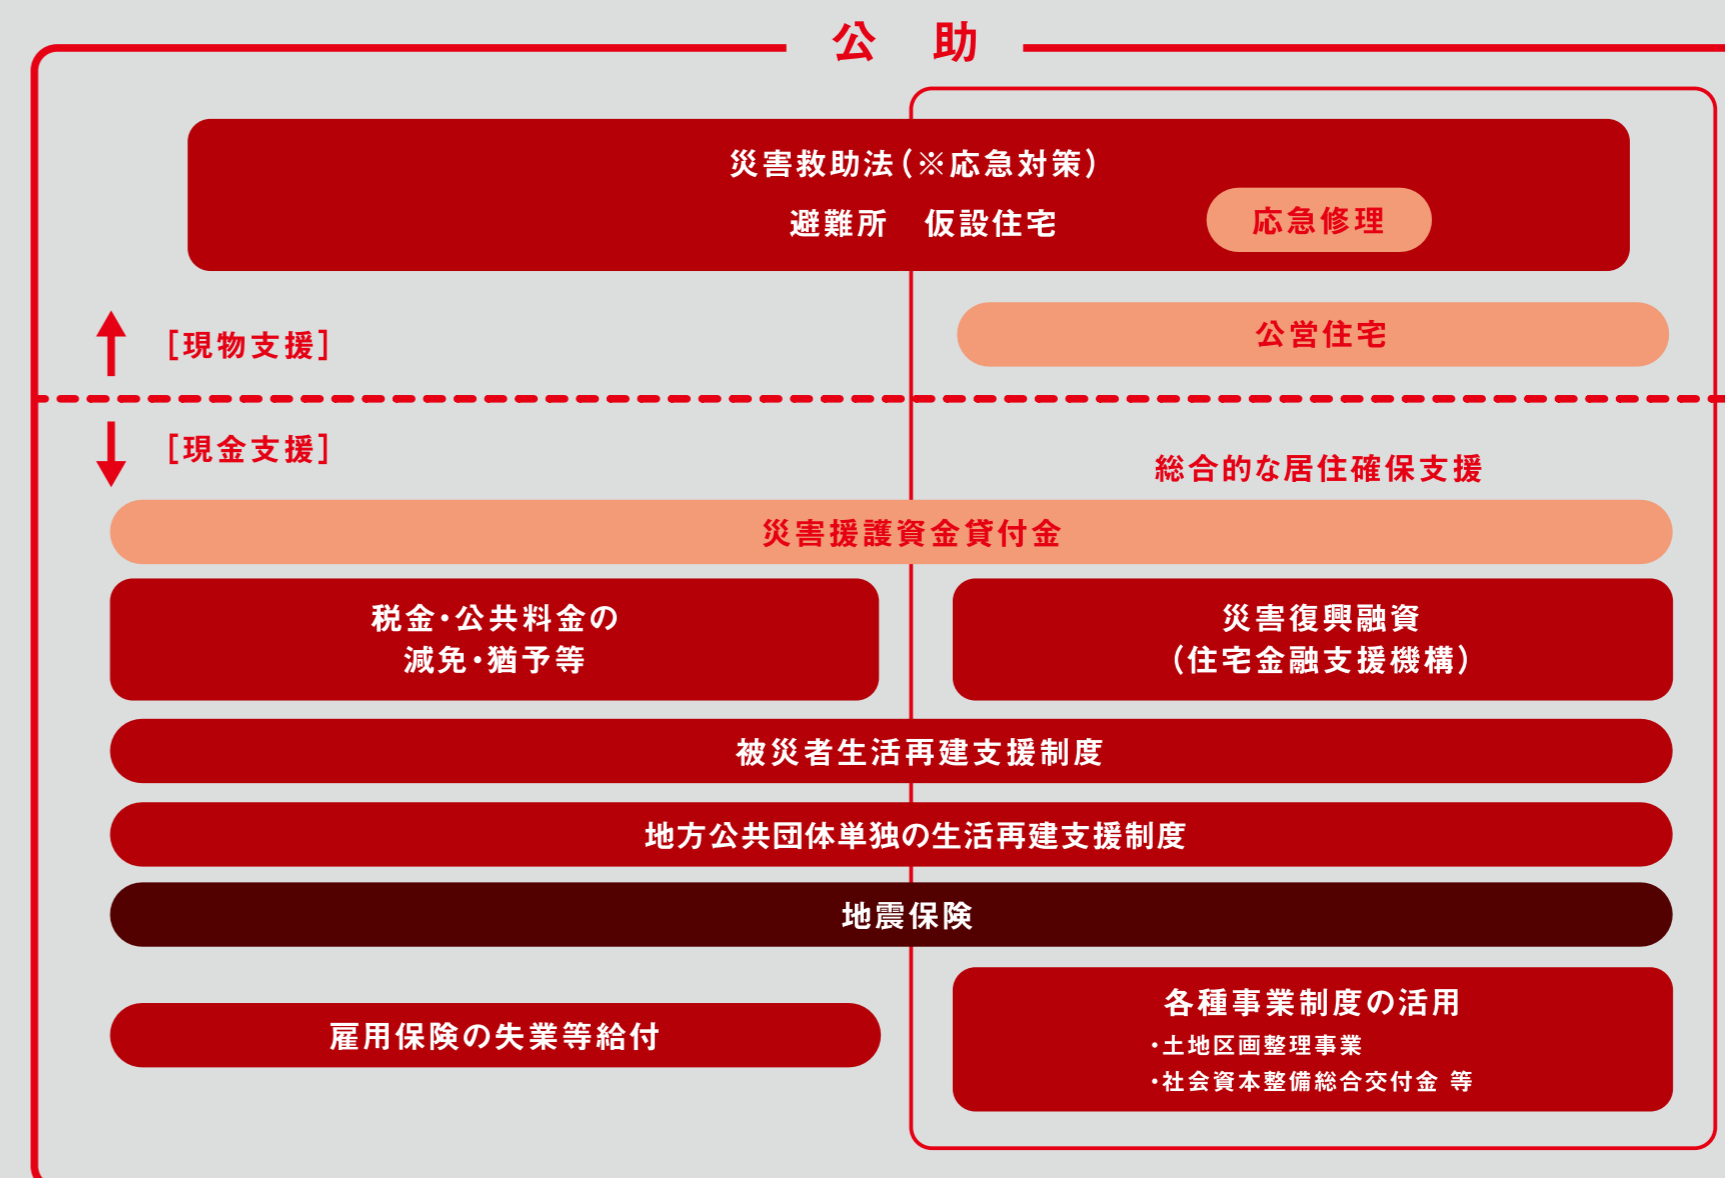 公　助
災害救助法(※応急対策)
避難所　仮設住宅
応急修理
公営住宅
[現物支援]
[現金支援]
総合的な居住確保支援
災害援護資金貸付金
税金・公共料金の
減免・猶予等
災害復興融資
(住宅金融支援機構)
被災者生活再建支援制度
地方公共団体単独の生活再建支援制度
地震保険
雇用保険の失業等給付
各種事業制度の活用
・土地区画整理事業
・社会資本整備総合交付金 等